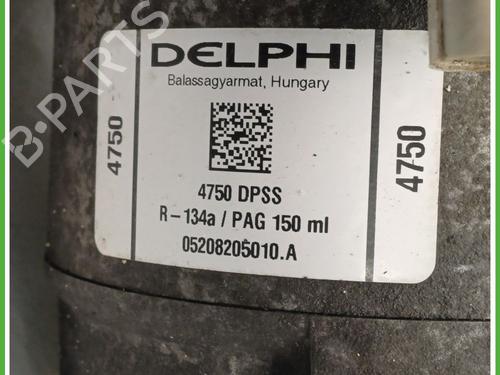 DELPHI
Balassagyarmat, Hungary
4750
4750
4750 DPSS
R-134a / PAG 150 ml
05208205010.A
B-PARTS